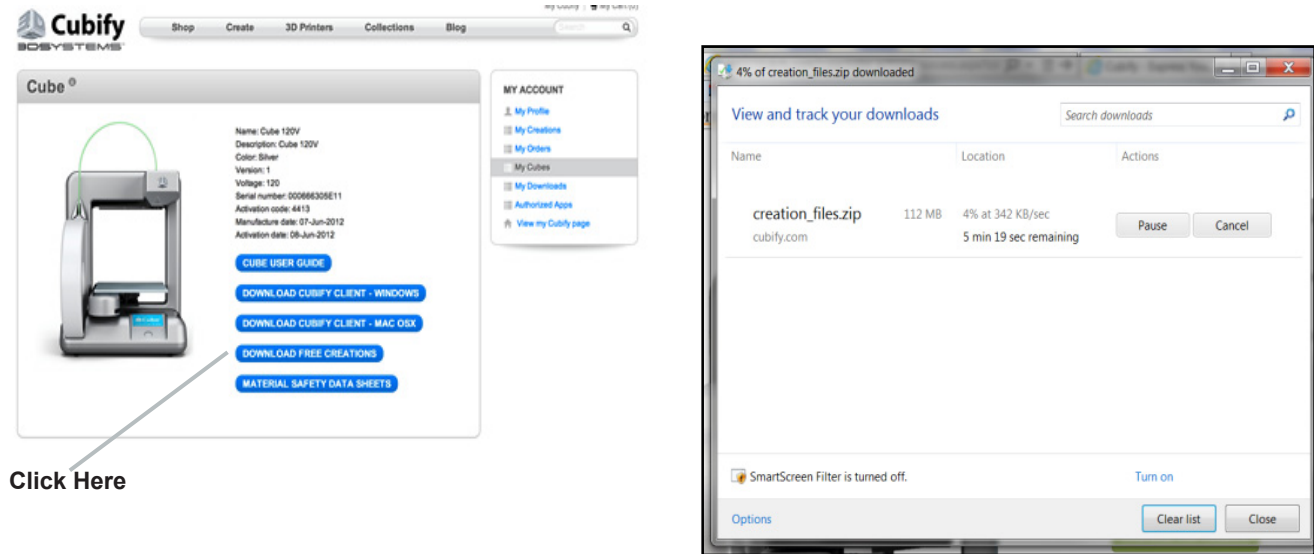 My Cubify | My Cart (0)
Cubify
3DSYSTEMS
Shop Create 3D Printers Collections Blog
Search
Cube
Name: Cube 120V
Description: Cube 120V
Color: Silver
Version: 1
Voltage: 120
Serial number: 000666305E11
Activation code: 4413
Manufacture date: 07-Jun-2012
Activation date: 08-Jun-2012
CUBE USER GUIDE
DOWNLOAD CUBIFY CLIENT - WINDOWS
DOWNLOAD CUBIFY CLIENT - MAC OSX
DOWNLOAD FREE CREATIONS
MATERIAL SAFETY DATA SHEETS
MY ACCOUNT
My Profile
My Creations
My Orders
My Cubes
My Downloads
Authorized Apps
View my Cubify page
Click Here
4% of creation_files.zip downloaded
View and track your downloads
Search downloads
Name Location Actions
creation_files.zip 112 MB 4% at 342 KB/sec Pause Cancel
cubify.com 5 min 19 sec remaining
SmartScreen Filter is turned off. Turn on
Options Clear list Close